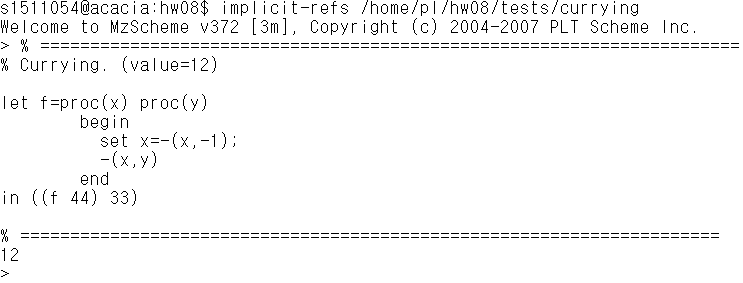 s1511054@acacia:hw08$ implicit-refs /home/pl/hw08/tests/currying
Welcome to MzScheme v372 [3m], Copyright (c) 2004-2007 PLT Scheme Inc.
> % ======================================================================
% Currying. (value=12)
let f=proc(x) proc(y)
        begin
          set x=-(x,-1);
          -(x,y)
        end
in ((f 44) 33)
% ======================================================================
12
>